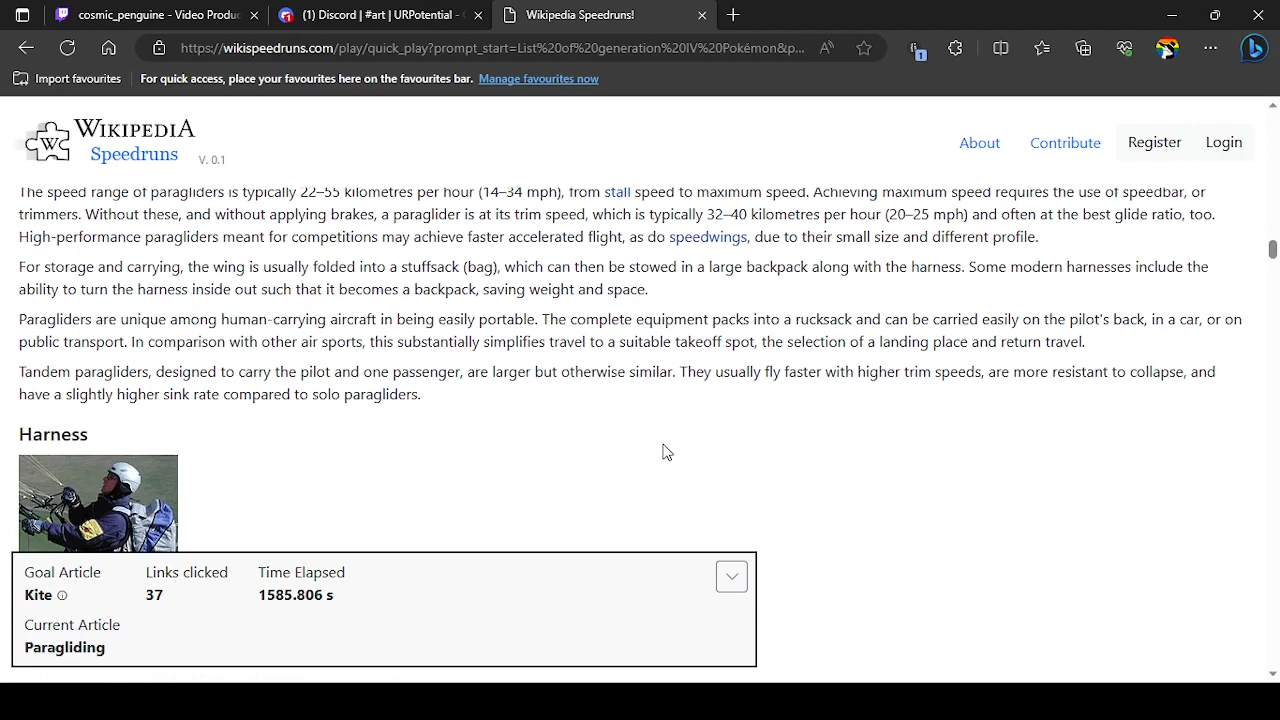 cosmic_penguine - Video Produc
(1) Discord | #art | URPotential -
Wikipedia Speedruns!
https://wikispeedruns.com/play/quick_play?prompt_start=List%20of%20generation%20IV%20Pokémon&p...
1
Import favourites
For quick access, place your favourites here on the favourites bar. Manage favourites now
W
WIKIPEDIA
Speedruns
V. 0.1
About
Contribute
Register
Login
The speed range of paragliders is typically 22–55 kilometres per hour (14–34 mph), from stall speed to maximum speed. Achieving maximum speed requires the use of speedbar, or
trimmers. Without these, and without applying brakes, a paraglider is at its trim speed, which is typically 32–40 kilometres per hour (20–25 mph) and often at the best glide ratio, too.
High-performance paragliders meant for competitions may achieve faster accelerated flight, as do speedwings, due to their small size and different profile.
For storage and carrying, the wing is usually folded into a stuffsack (bag), which can then be stowed in a large backpack along with the harness. Some modern harnesses include the
ability to turn the harness inside out such that it becomes a backpack, saving weight and space.
Paragliders are unique among human-carrying aircraft in being easily portable. The complete equipment packs into a rucksack and can be carried easily on the pilot's back, in a car, or on
public transport. In comparison with other air sports, this substantially simplifies travel to a suitable takeoff spot, the selection of a landing place and return travel.
Tandem paragliders, designed to carry the pilot and one passenger, are larger but otherwise similar. They usually fly faster with higher trim speeds, are more resistant to collapse, and
have a slightly higher sink rate compared to solo paragliders.
Harness
Goal Article
Kite
Links clicked
37
Time Elapsed
1585.806 s
Current Article
Paragliding